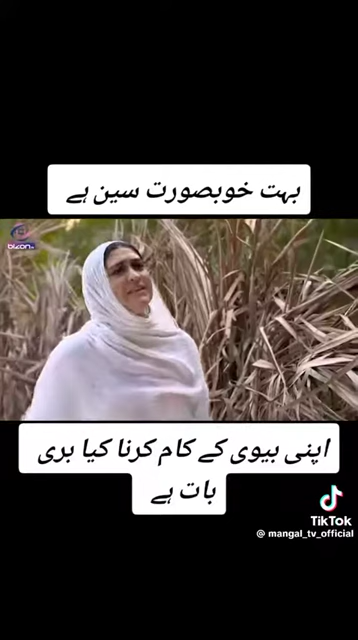 بہت خوبصورت سین ہے
اپنی بیوی کے کام کرنا کیا بری
بات ہے
TikTok
@ mangal_tv_official